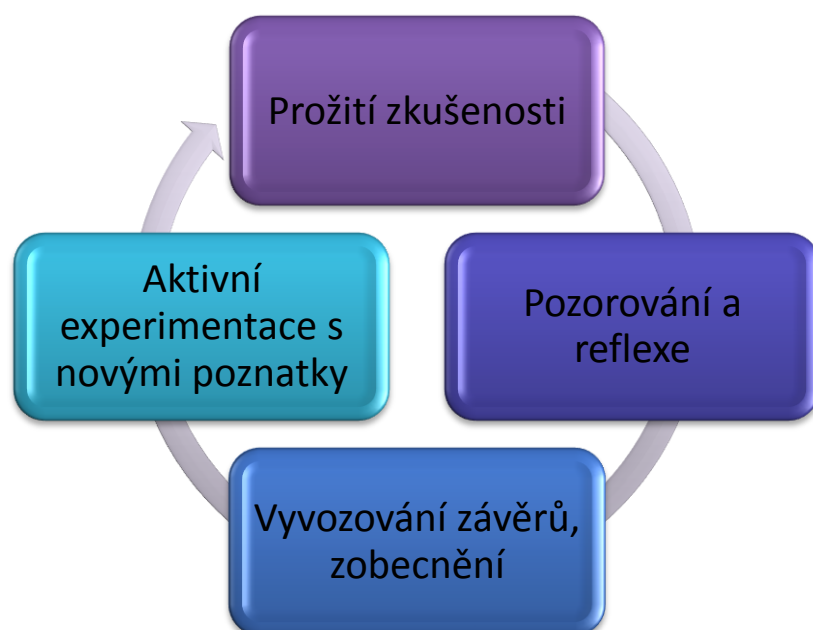 Prožití zkušenosti
Pozorování a
reflexe
Vyvozování závěrů,
zobecnění
Aktivní
experimentace s
novými poznatky